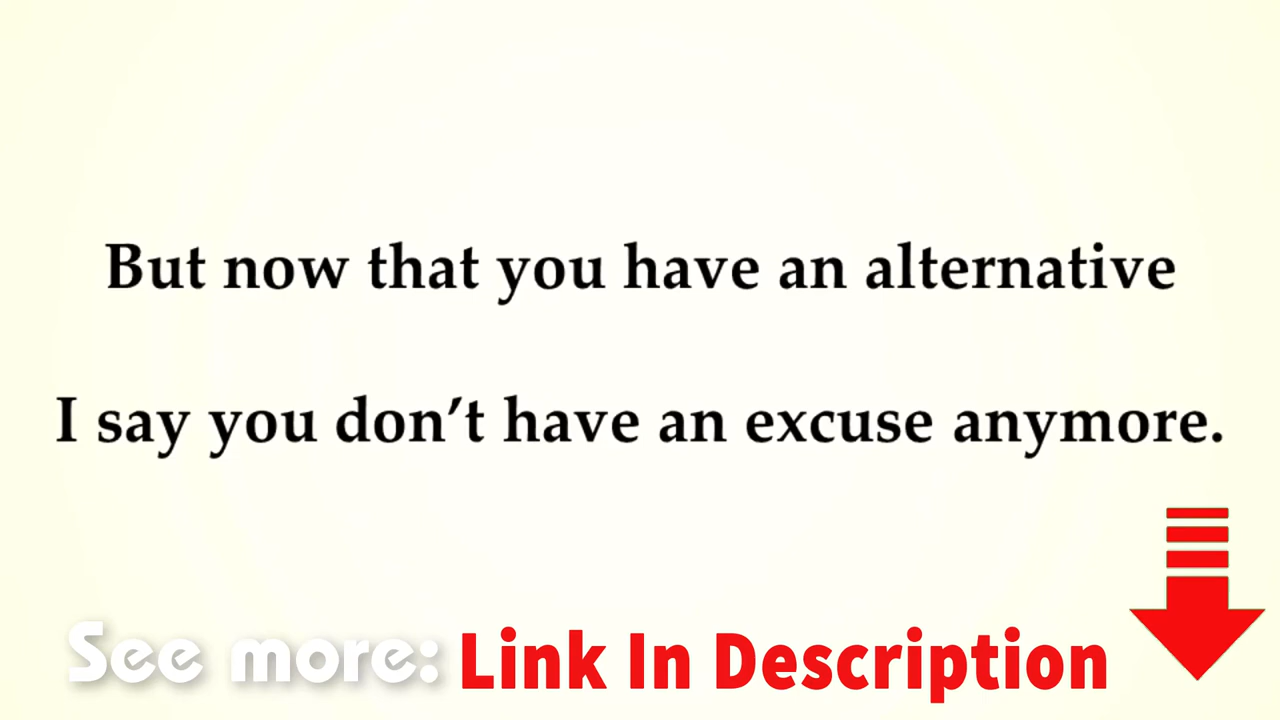 But now that you have an alternative
I say you don’t have an excuse anymore.
See more: Link In Description